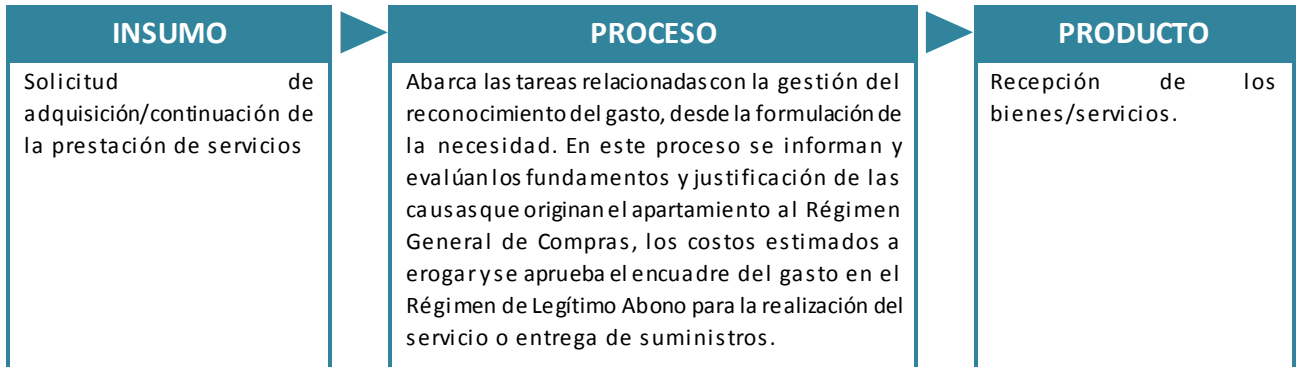 INSUMO
Solicitud de
adquisición/continuación de
la prestación de servicios
PROCESO
Abarca las tareas relacionadas con la gestión del
reconocimiento del gasto, desde la formulación de
la necesidad. En este proceso se informan y
evalúan los fundamentos y justificación de las
causas que originan el apartamiento al Régimen
General de Compras, los costos estimados a
erogar y se aprueba el encuadre del gasto en el
Régimen de Legítimo Abono para la realización del
servicio o entrega de suministros.
PRODUCTO
Recepción de los
bienes/servicios.